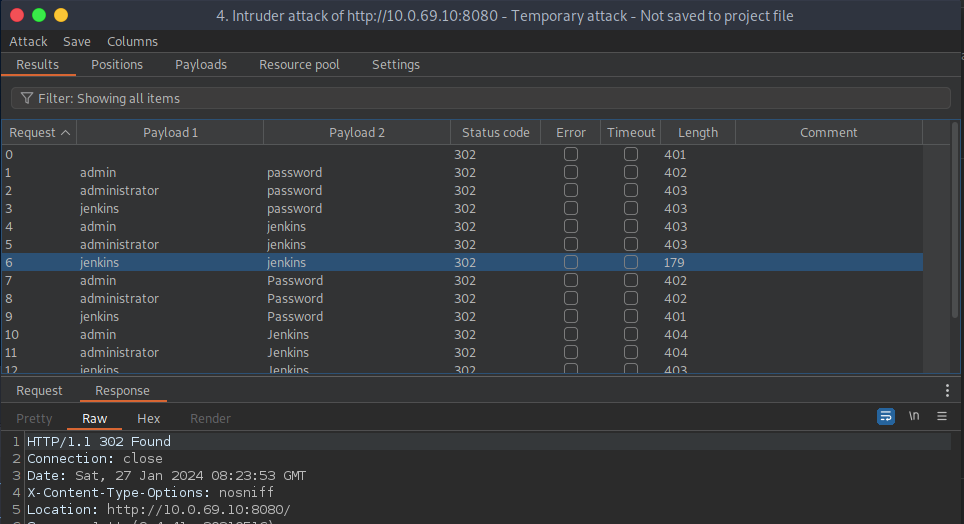 4. Intruder attack of http://10.0.69.10:8080 - Temporary attack - Not saved to project file
Attack Save Columns
Results Positions Payloads Resource pool Settings
Filter: Showing all items
Request Payload 1 Payload 2 Status code Error Timeout Length Comment
0 302 401
1 admin password 302 402
2 administrator password 302 403
3 jenkins password 302 403
4 admin jenkins 302 403
5 administrator jenkins 302 403
6 jenkins jenkins 302 179
7 admin Password 302 402
8 administrator Password 302 402
9 jenkins Password 302 401
10 admin Jenkins 302 404
11 administrator Jenkins 302 404
12 jenkins Jenkins 302 403
Request Response
Pretty Raw Hex Render \n
1 HTTP/1.1 302 Found
2 Connection: close
3 Date: Sat, 27 Jan 2024 08:23:53 GMT
4 X-Content-Type-Options: nosniff
5 Location: http://10.0.69.10:8080/